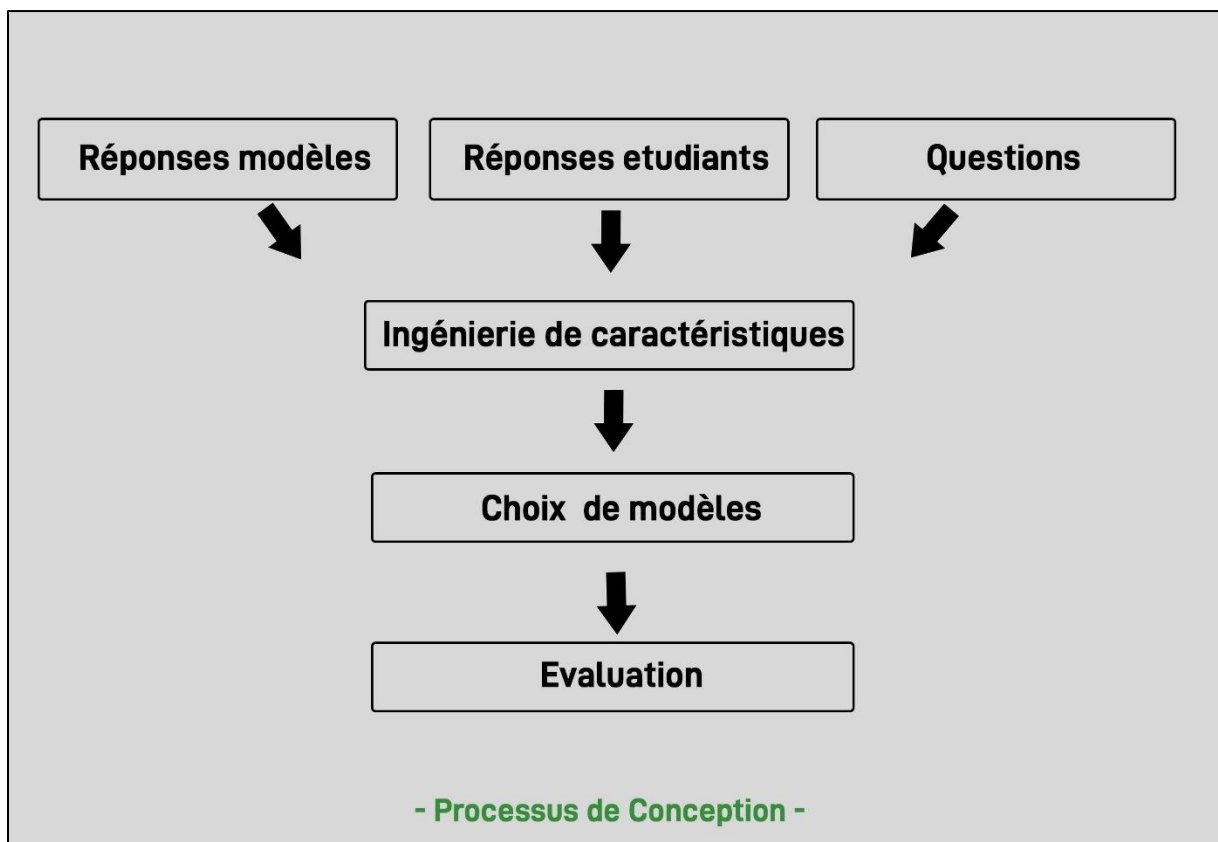 Réponses modèles
Réponses etudiants
Questions
Ingénierie de caractéristiques
Choix de modèles
Evaluation
- Processus de Conception -